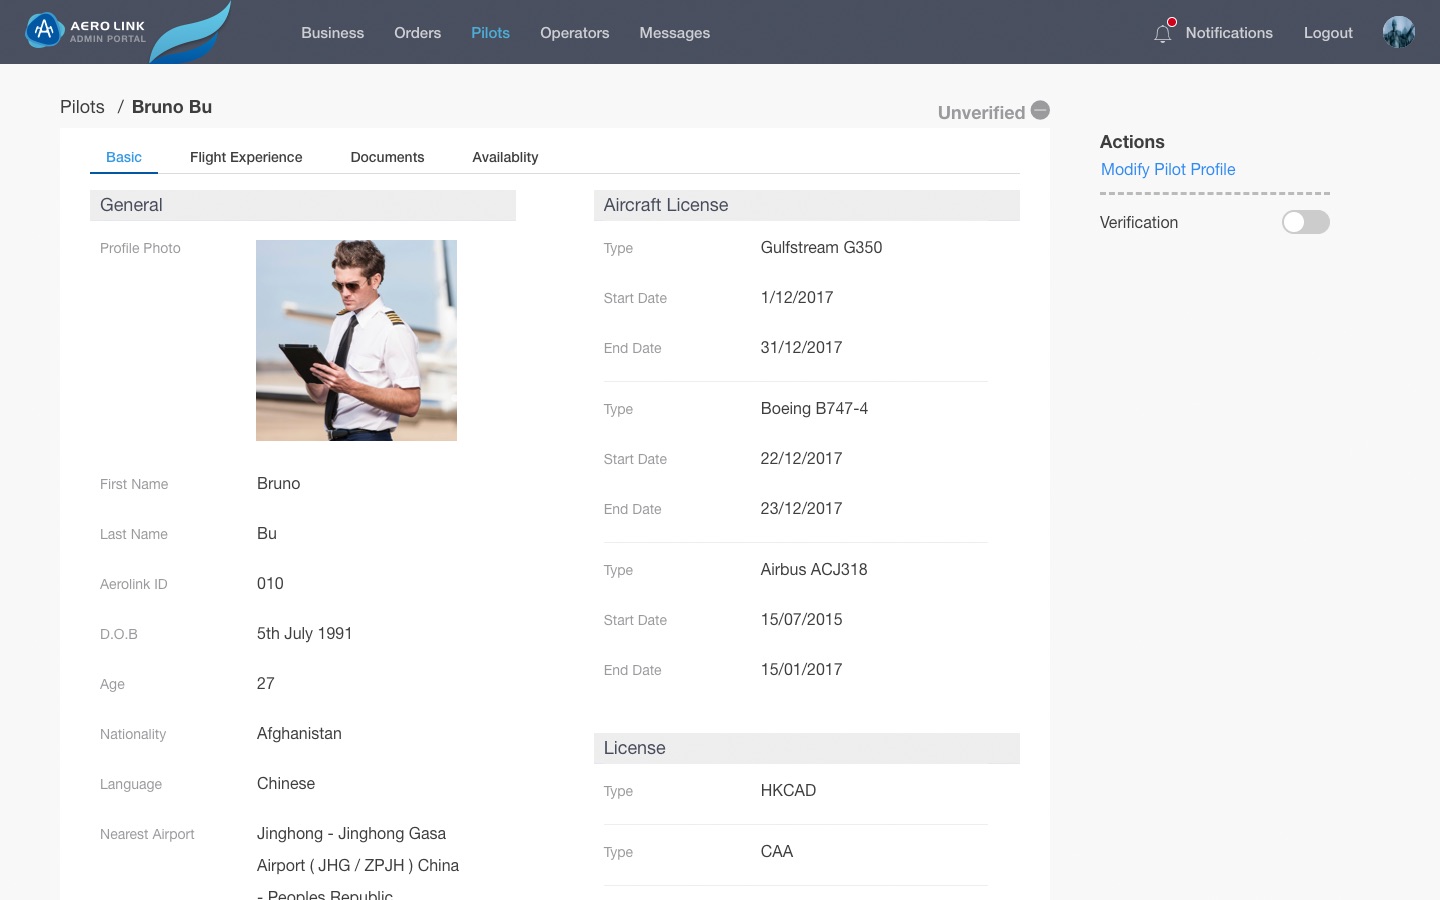 AERO LINK
ADMIN PORTAL
Business
Orders
Pilots
Operators
Messages
Notifications
Logout
Pilots / Bruno Bu
Unverified
Basic
Flight Experience
Documents
Availablity
General
Profile Photo
First Name Bruno
Last Name Bu
Aerolink ID 010
D.O.B 5th July 1991
Age 27
Nationality Afghanistan
Language Chinese
Nearest Airport Jinghong - Jinghong Gasa
Airport ( JHG / ZPJH ) China
- Peoples Republic
Aircraft License
Type Gulfstream G350
Start Date 1/12/2017
End Date 31/12/2017
Type Boeing B747-4
Start Date 22/12/2017
End Date 23/12/2017
Type Airbus ACJ318
Start Date 15/07/2015
End Date 15/01/2017
License
Type HKCAD
Type CAA
Actions
Modify Pilot Profile
Verification